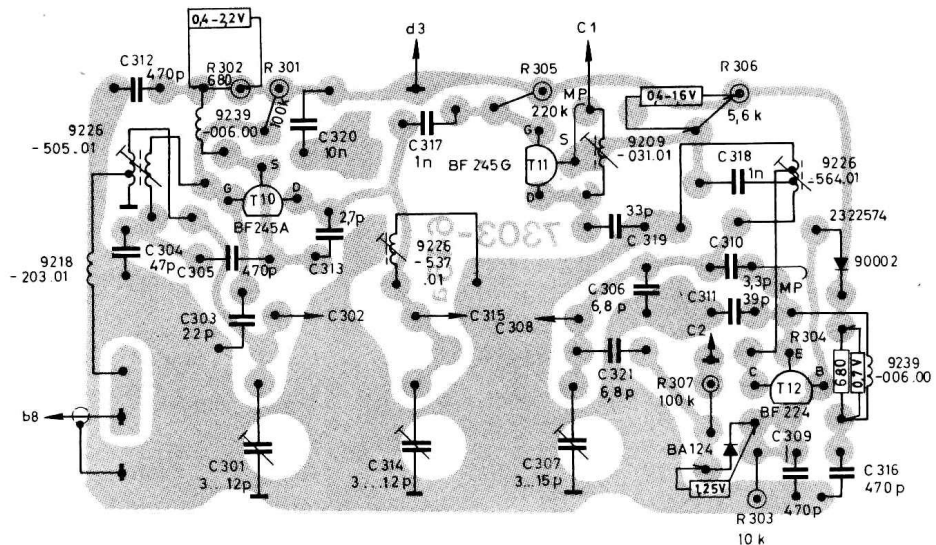 0,4-2,2V
d3
C1
C312
470p
R302
680
R301
100k
R305
220k
MP
R306
0,4-1,6V
5,6k
9226
-505.01
9239
-006.00
C320
10n
C317
1n
BF 245G
G
S
T11
D
9209
-031.01
C318
1n
9226
-564.01
S
G
T10
D
BF245A
2,7p
C313
33p
C319
2322574
9218
-203.01
C304
47p
C305
470p
9226
-537
.01
7303-
C310
3,3p
MP
90002
C306
6,8p
C311
39p
C303
22p
C302
C315
C308
C2
R304
C321
6,8p
R307
100k
C
E
B
T12
BF 224
680
0,7V
9239
-006.00
b8
C301
3...12p
C314
3...12p
C307
3...15p
BA124
1,25V
C309
470p
C316
470p
R303
10k